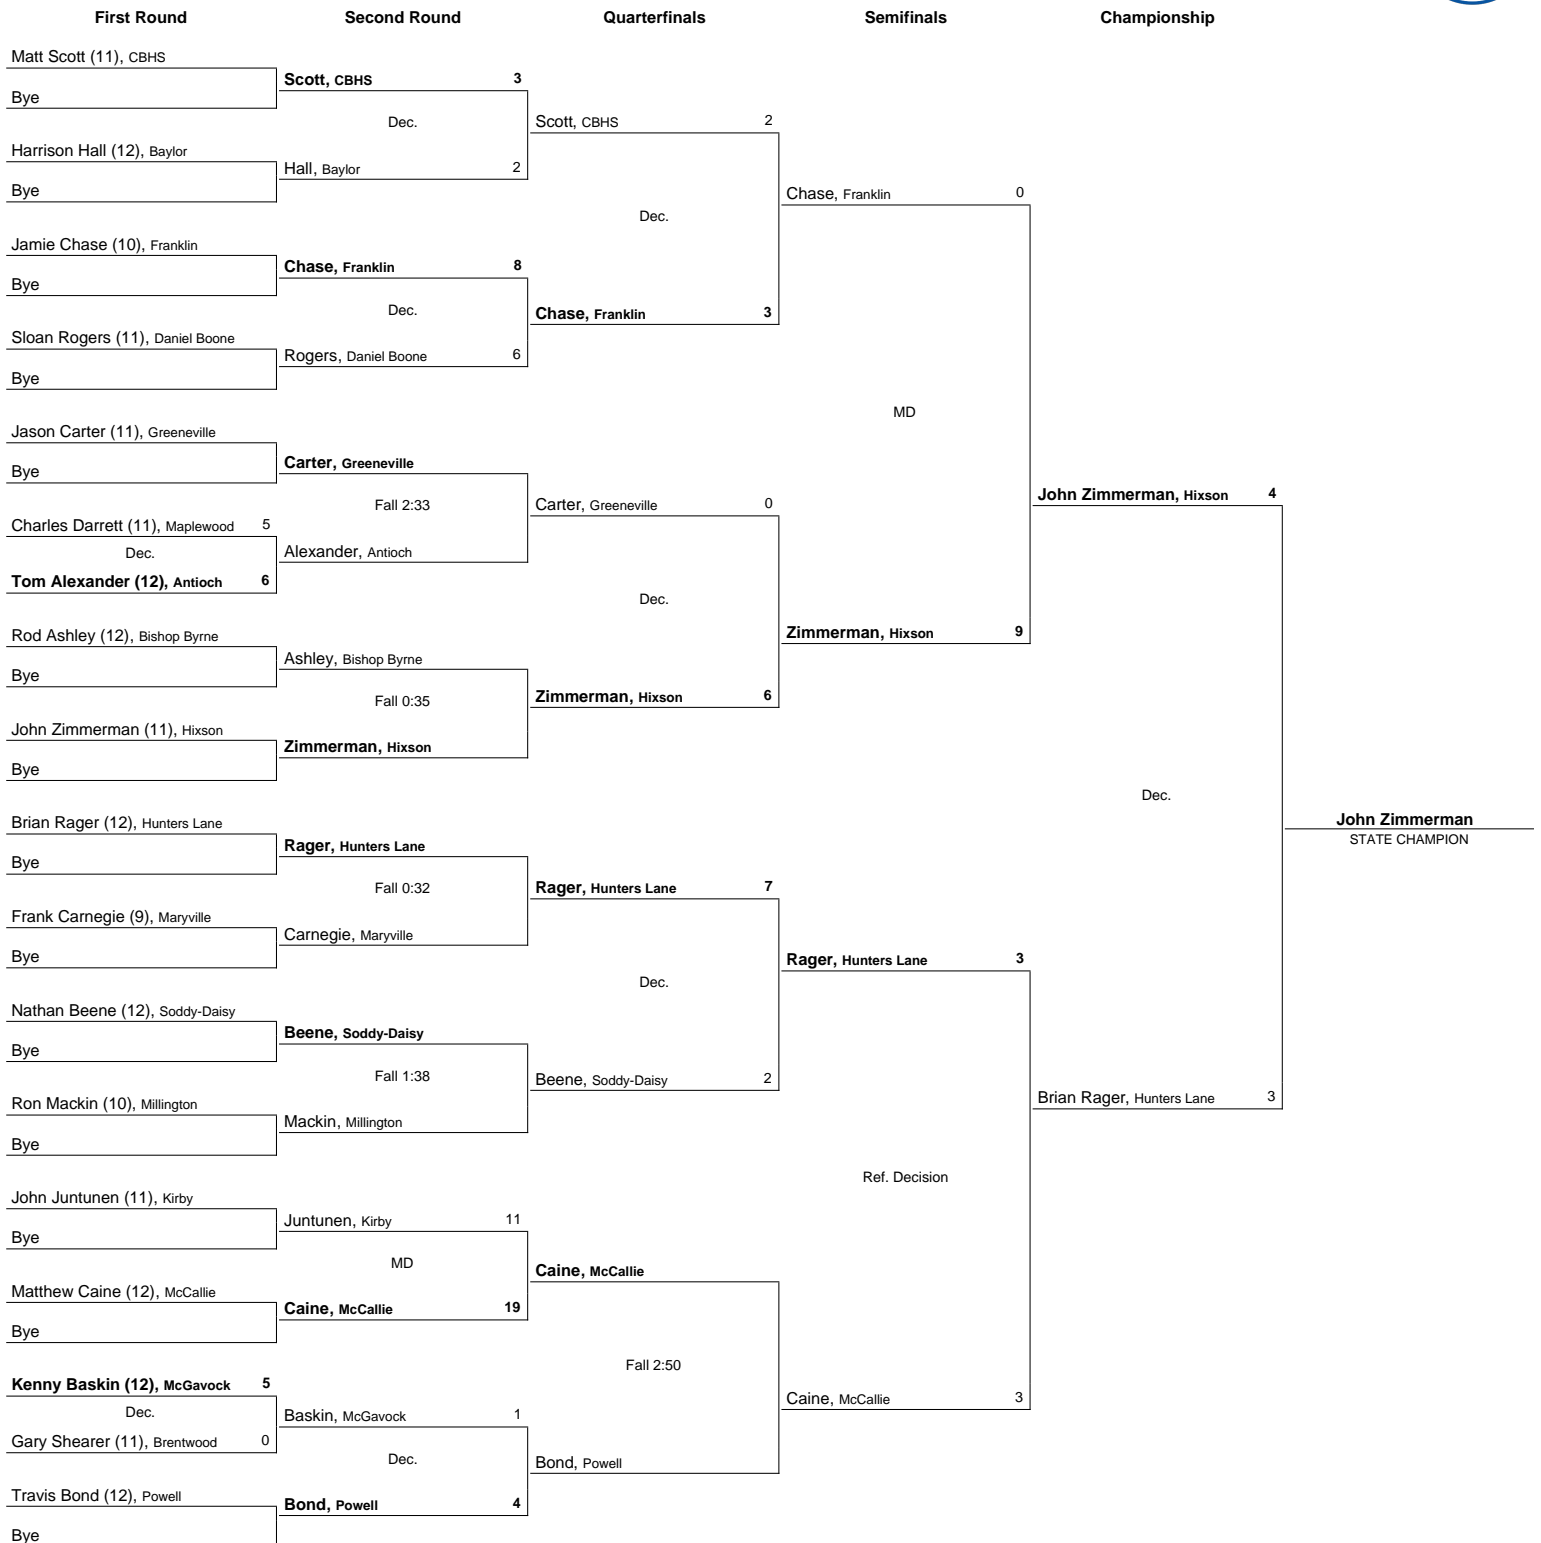 First Round Second Round Quarterfinals Semifinals Championship
Matt Scott (11), CBHS
Scott, CBHS 3
Bye
Scott, CBHS 2
Dec.
Harrison Hall (12), Baylor
Hall, Baylor 2
Bye
Chase, Franklin 0
Dec.
Jamie Chase (10), Franklin
Chase, Franklin 8
Bye
Dec.
Chase, Franklin 3
Sloan Rogers (11), Daniel Boone
Rogers, Daniel Boone 6
Bye
MD
Jason Carter (11), Greeneville
Carter, Greeneville
Bye
John Zimmerman, Hixson 4
Fall 2:33
Carter, Greeneville 0
Charles Darrett (11), Maplewood 5
Dec.
Alexander, Antioch
Tom Alexander (12), Antioch 6
Dec.
Rod Ashley (12), Bishop Byrne
Zimmerman, Hixson 9
Ashley, Bishop Byrne
Bye
Zimmerman, Hixson 6
Fall 0:35
John Zimmerman (11), Hixson
Zimmerman, Hixson
Bye
Dec.
Brian Rager (12), Hunters Lane
John Zimmerman
STATE CHAMPION
Rager, Hunters Lane
Bye
Fall 0:32
Rager, Hunters Lane 7
Frank Carnegie (9), Maryville
Carnegie, Maryville
Bye
Rager, Hunters Lane 3
Dec.
Nathan Beene (12), Soddy-Daisy
Beene, Soddy-Daisy
Bye
Fall 1:38
Beene, Soddy-Daisy 2
Brian Rager, Hunters Lane 3
Ron Mackin (10), Millington
Mackin, Millington
Bye
Ref. Decision
John Juntunen (11), Kirby
Juntunen, Kirby 11
Bye
MD
Caine, McCallie
Matthew Caine (12), McCallie
Caine, McCallie 19
Bye
Fall 2:50
Kenny Baskin (12), McGavock 5
Caine, McCallie 3
Dec.
Baskin, McGavock 1
Gary Shearer (11), Brentwood 0
Dec.
Bond, Powell
Travis Bond (12), Powell
Bond, Powell 4
Bye